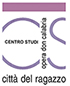 CENTRO STUDI
opera don calabria
città del ragazzo